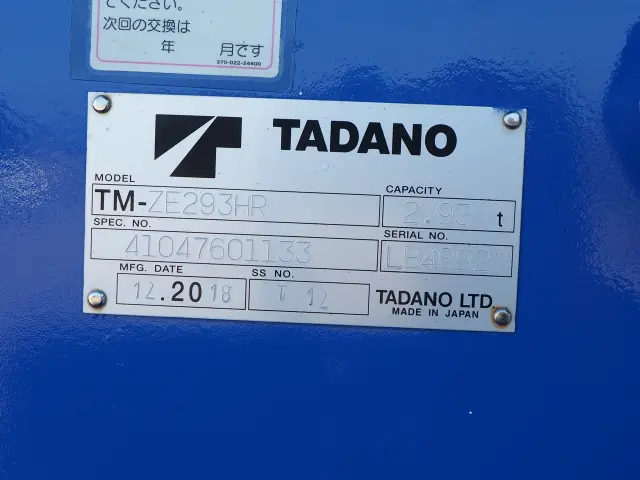 てください。
次回の交換は
年 月です
370-022-24400
TADANO
MODEL
TM-ZE293HR
CAPACITY
2.93 t
SPEC. NO.
41047601133
SERIAL NO.
MFG. DATE
12.2018
SS NO.
T 12
TADANO LTD.
MADE IN JAPAN